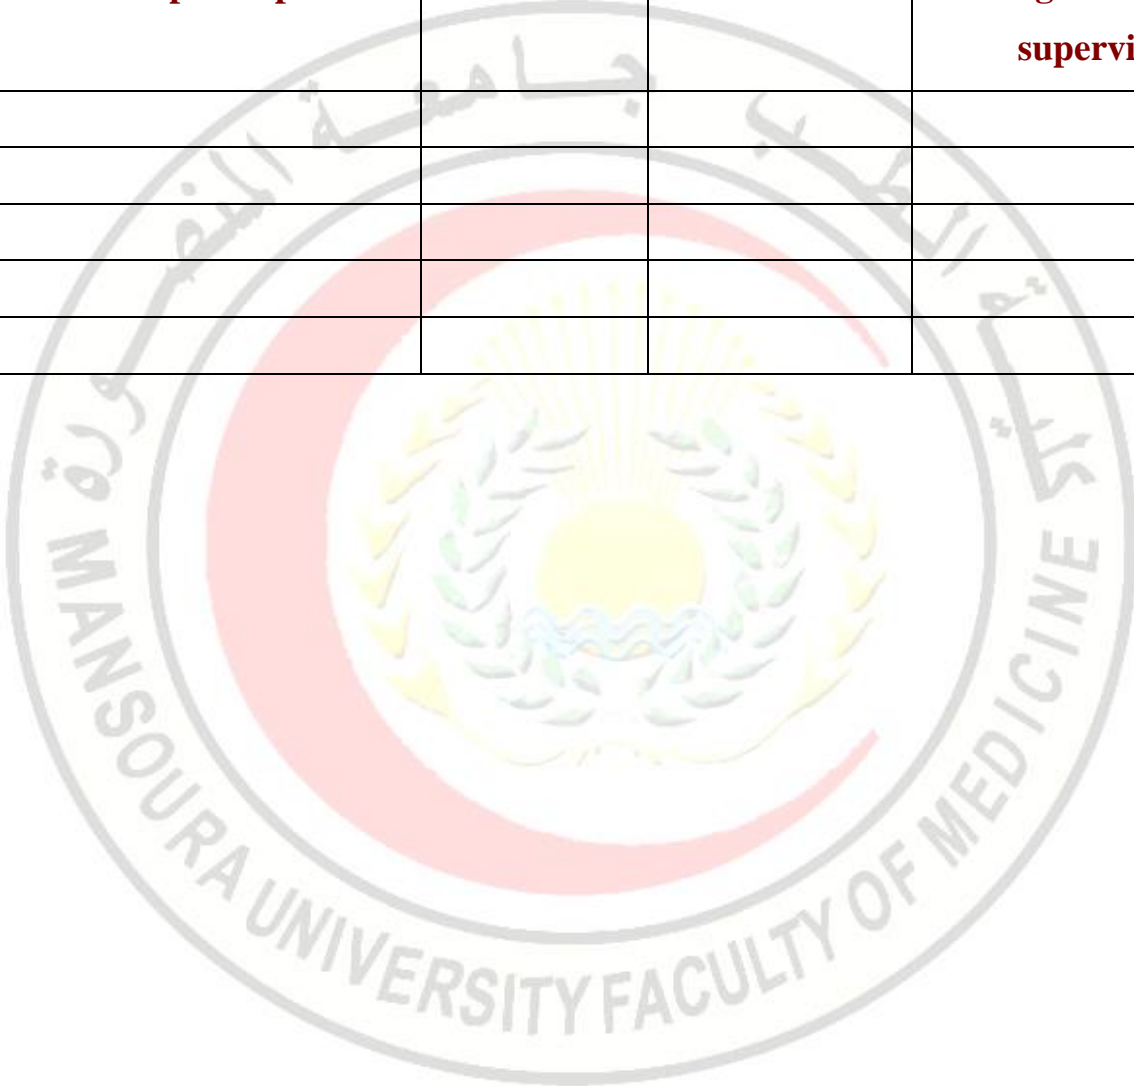 supervi
جامعة المنصورة
كلية الطب
MANSOURA UNIVERSITY FACULTY OF MEDICINE